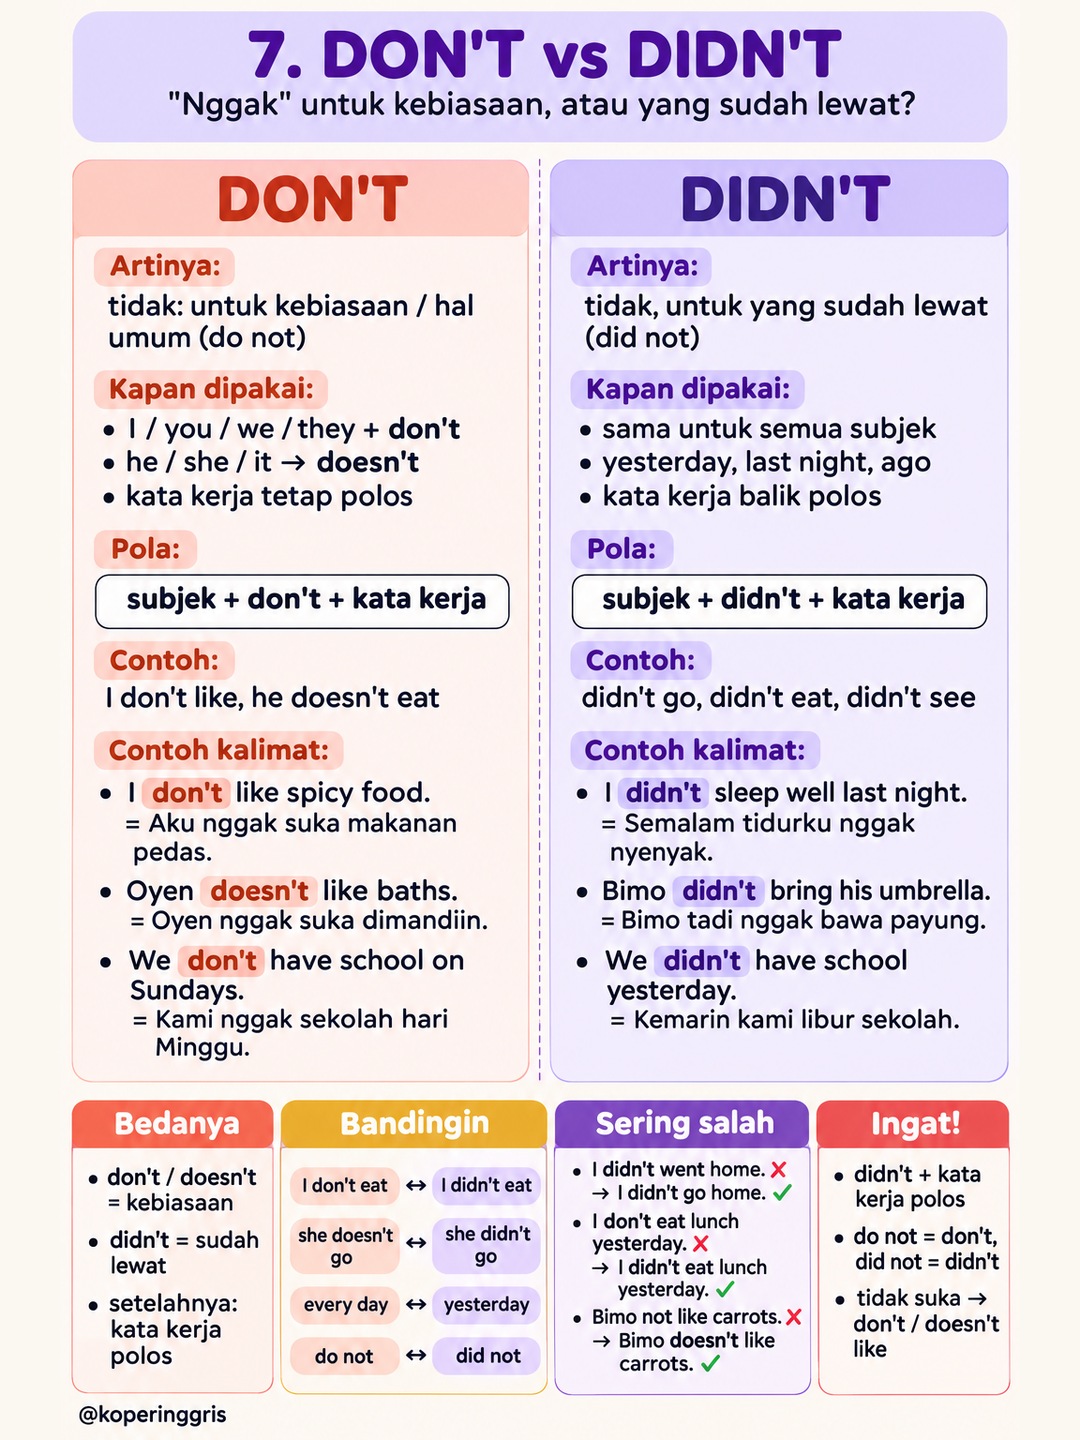 7. DON'T vs DIDN'T
"Nggak" untuk kebiasaan, atau yang sudah lewat?
DON'T
Artinya:
tidak: untuk kebiasaan / hal
umum (do not)
Kapan dipakai:
• I / you / we / they + don't
• he / she / it → doesn't
• kata kerja tetap polos
Pola:
subjek + don't + kata kerja
Contoh:
I don't like, he doesn't eat
Contoh kalimat:
• I don't like spicy food.
= Aku nggak suka makanan
pedas.
• Oyen doesn't like baths.
= Oyen nggak suka dimandiin.
• We don't have school on
Sundays.
= Kami nggak sekolah hari
Minggu.
DIDN'T
Artinya:
tidak, untuk yang sudah lewat
(did not)
Kapan dipakai:
• sama untuk semua subjek
• yesterday, last night, ago
• kata kerja balik polos
Pola:
subjek + didn't + kata kerja
Contoh:
didn't go, didn't eat, didn't see
Contoh kalimat:
• I didn't sleep well last night.
= Semalam tidurku nggak
nyenyak.
• Bimo didn't bring his umbrella.
= Bimo tadi nggak bawa payung.
• We didn't have school
yesterday.
= Kemarin kami libur sekolah.
Bedanya
• don't / doesn't
= kebiasaan
• didn't = sudah
lewat
• setelahnya:
kata kerja
polos
Bandingin
I don't eat ↔ I didn't eat
she doesn't go ↔ she didn't go
every day ↔ yesterday
do not ↔ did not
Sering salah
• I didn't went home. ❌
→ I didn't go home. ✓
• I don't eat lunch
yesterday. ❌
→ I didn't eat lunch
yesterday. ✓
• Bimo not like carrots. ❌
→ Bimo doesn't like
carrots. ✓
Ingat!
• didn't + kata
kerja polos
• do not = don't,
did not = didn't
• tidak suka →
don't / doesn't
like
@koperinggris